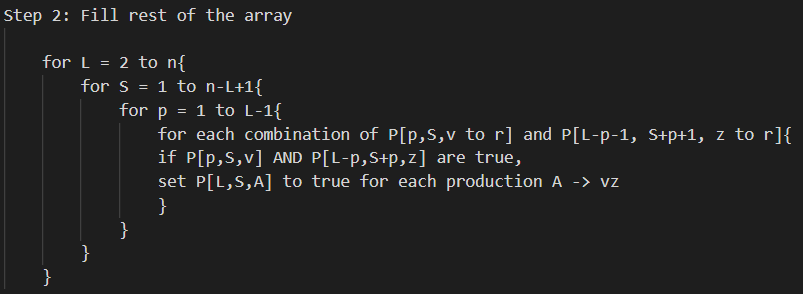 Step 2: Fill rest of the array
for L = 2 to n{
for S = 1 to n-L+1{
for p = 1 to L-1{
for each combination of P[p,S,v to r] and P[L-p-1, S+p+1, z to r]{
if P[p,S,v] AND P[L-p,S+p,z] are true,
set P[L,S,A] to true for each production A -> vz
}
}
}
}